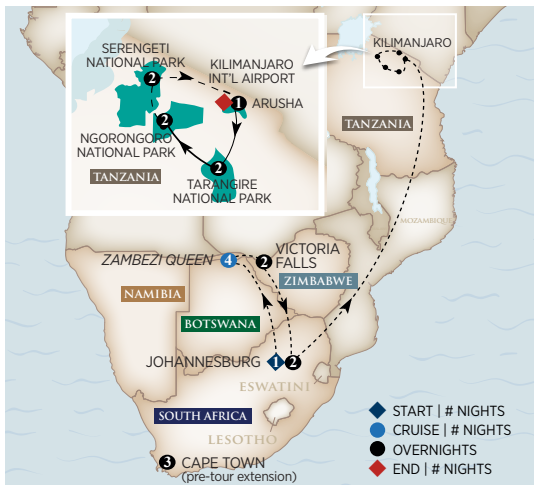 SERENGETI
NATIONAL PARK
2
KILIMANJARO
INT'L AIRPORT
1
ARUSHA
2
NGORONGORO
NATIONAL PARK
TANZANIA
2
TARANGIRE
NATIONAL PARK
KILIMANJARO
TANZANIA
MOZAMBIQUE
ZAMBEZI QUEEN
4
2
VICTORIA
FALLS
ZIMBABWE
NAMIBIA
BOTSWANA
JOHANNESBURG
1
2
ESWATINI
SOUTH AFRICA
LESOTHO
3
CAPE TOWN
(pre-tour extension)
START | # NIGHTS
CRUISE | # NIGHTS
OVERNIGHTS
END | # NIGHTS